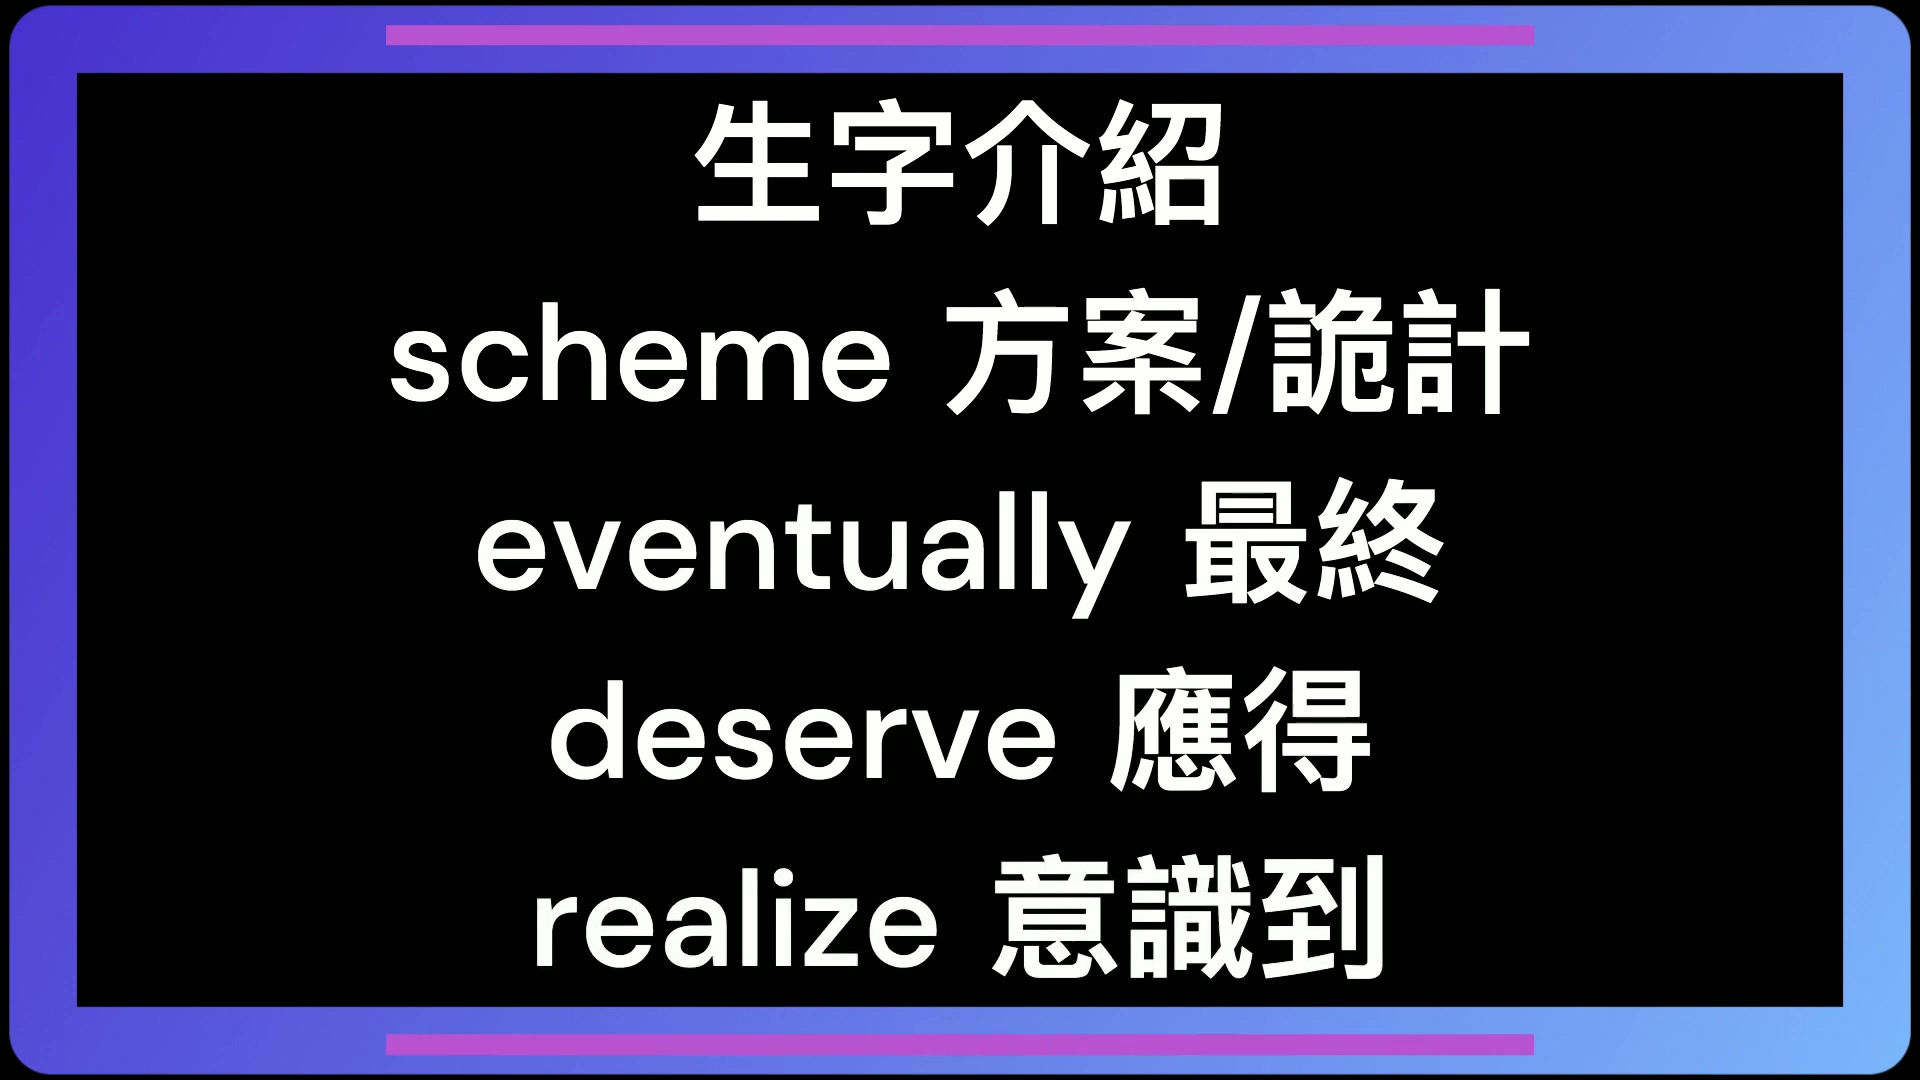 生字介紹
scheme 方案/詭計
eventually 最終
deserve 應得
realize 意識到